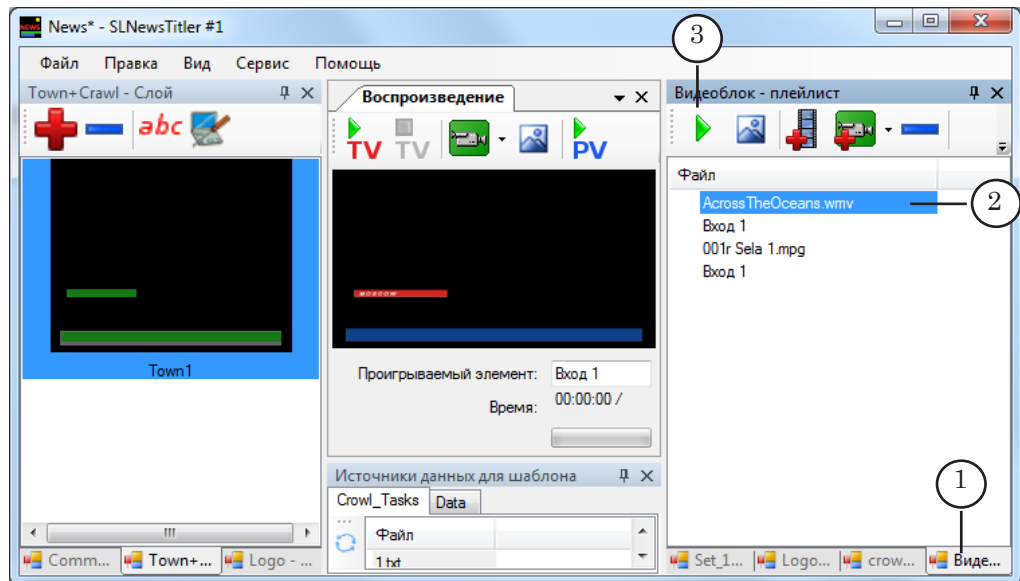 News* - SLNewsTitler #1
3
Файл Правка Вид Сервис Помощь
Town+Crawl - Слой
abc
Town1
Comm... Town+... Logo - ...
Воспроизведение
TV TV PV
MOSCOW
Проигрываемый элемент: Вход 1
Время: 00:00:00 /
Источники данных для шаблона
Crowl_Tasks Data
Файл
1.txt
Видеоблок - плейлист
Файл
AcrossTheOceans.wmv
2
Вход 1
001г Sela 1.mpg
Вход 1
1
Set_1... Logo... crow... Виде...